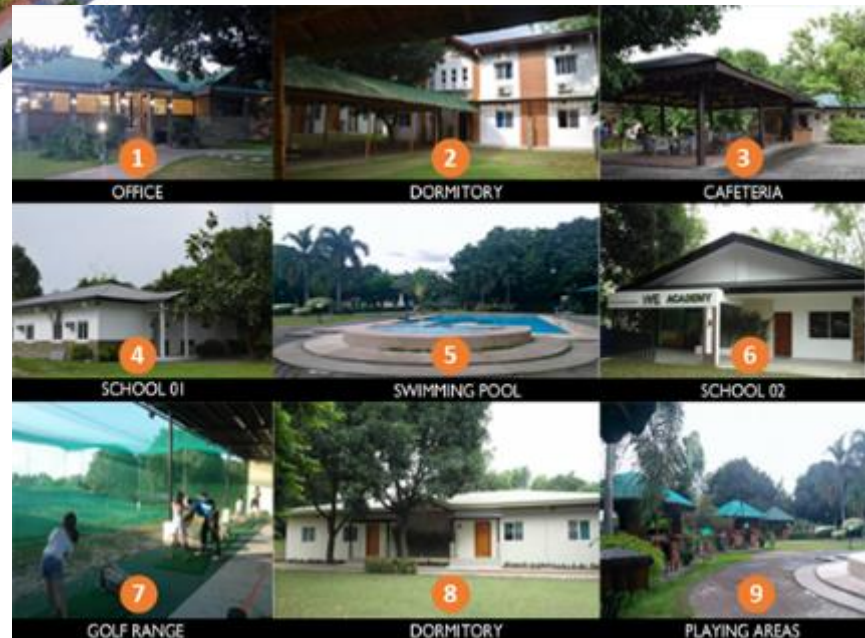 1
OFFICE
2
DORMITORY
3
CAFETERIA
4
SCHOOL 01
5
SWIMMING POOL
WE ACADEMY
6
SCHOOL 02
7
GOLF RANGE
8
DORMITORY
9
PLAYING AREAS